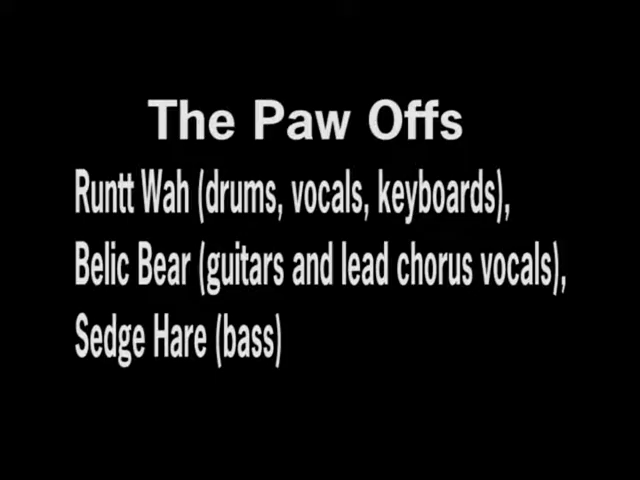 The Paw Offs
Runtt Wah (drums, vocals, keyboards),
Belic Bear (guitars and lead chorus vocals),
Sedge Hare (bass)